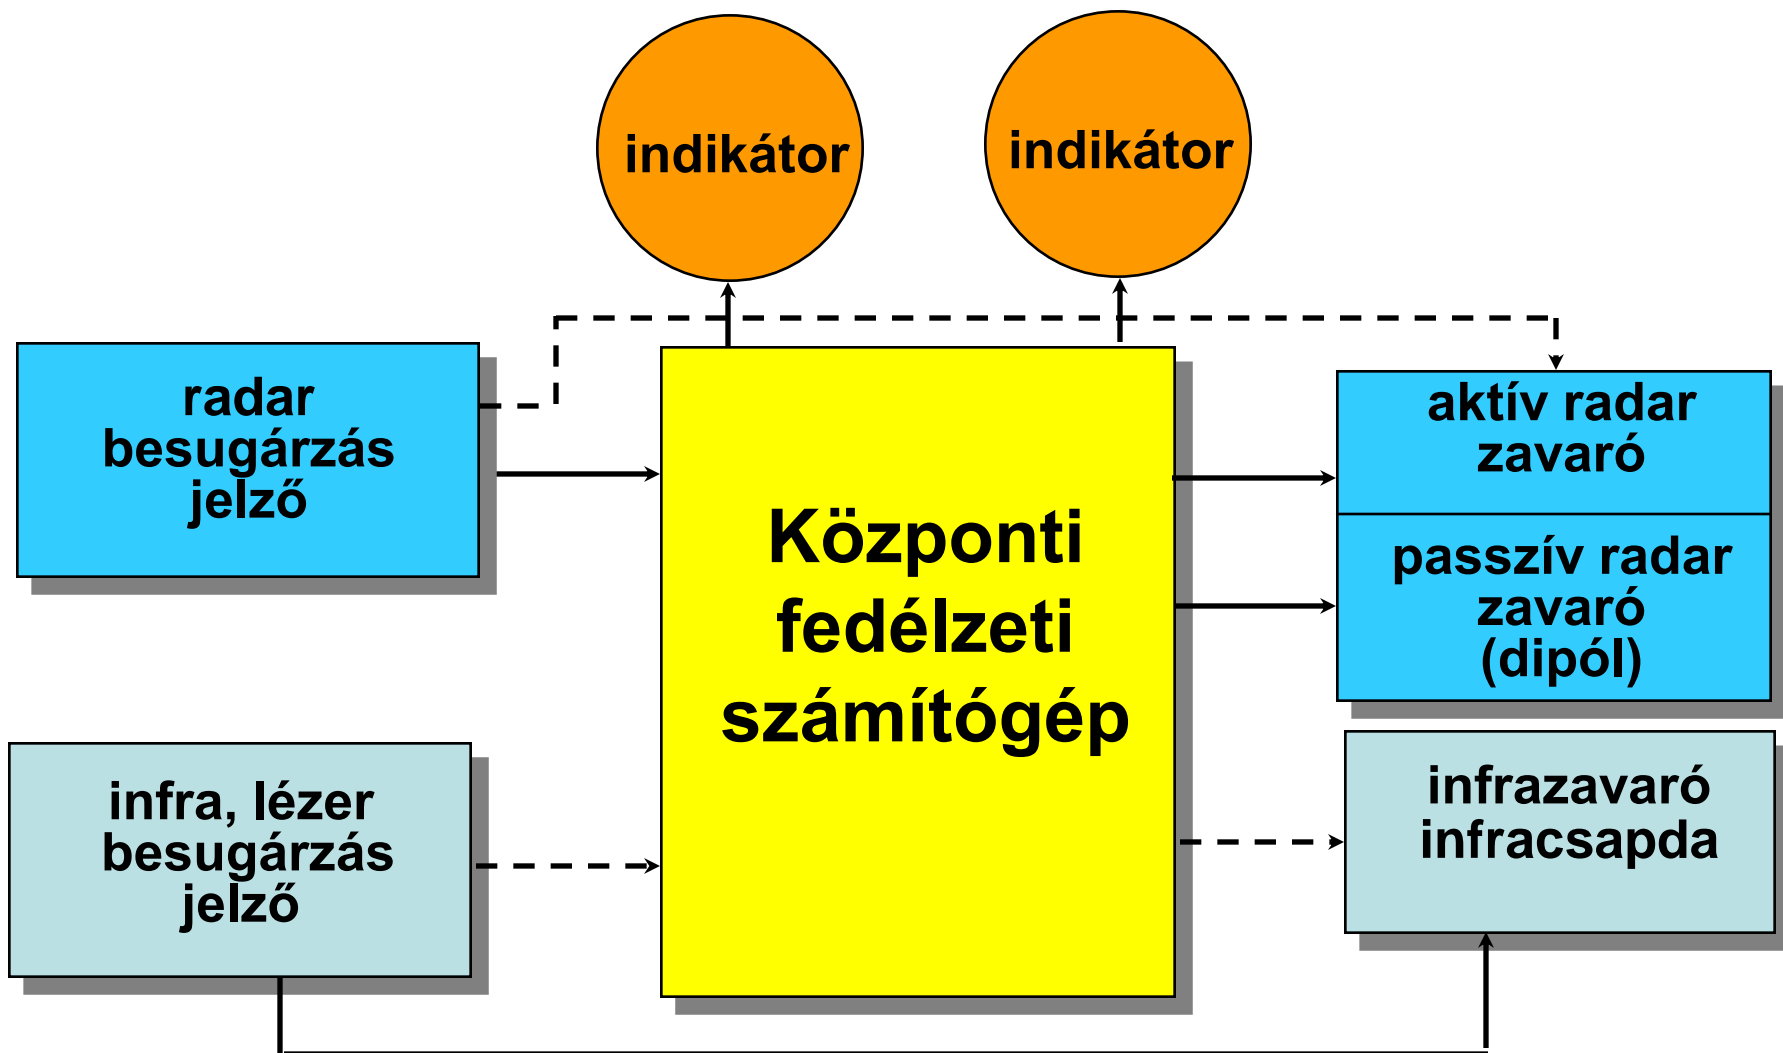 indikátor
indikátor
radar
besugárzás
jelző
aktív radar
zavaró
passzív radar
zavaró
(dipól)
Központi
fedélzeti
számítógép
infra, lézer
besugárzás
jelző
infrazavaró
infracsapda